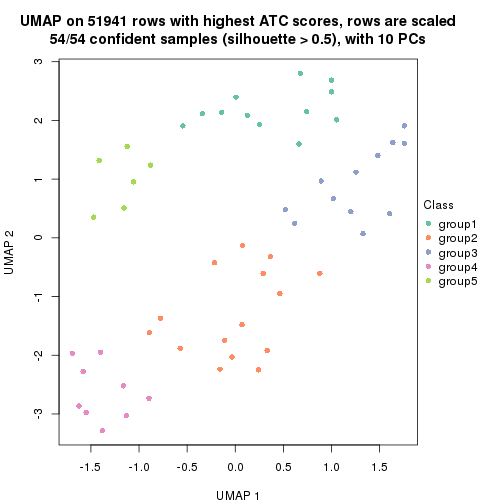 UMAP on 51941 rows with highest ATC scores, rows are scaled
54/54 confident samples (silhouette > 0.5), with 10 PCs
3
2
1
0
-1
-2
-3
UMAP 2
-1.5 -1.0 -0.5 0.0 0.5 1.0 1.5
UMAP 1
Class
group1
group2
group3
group4
group5